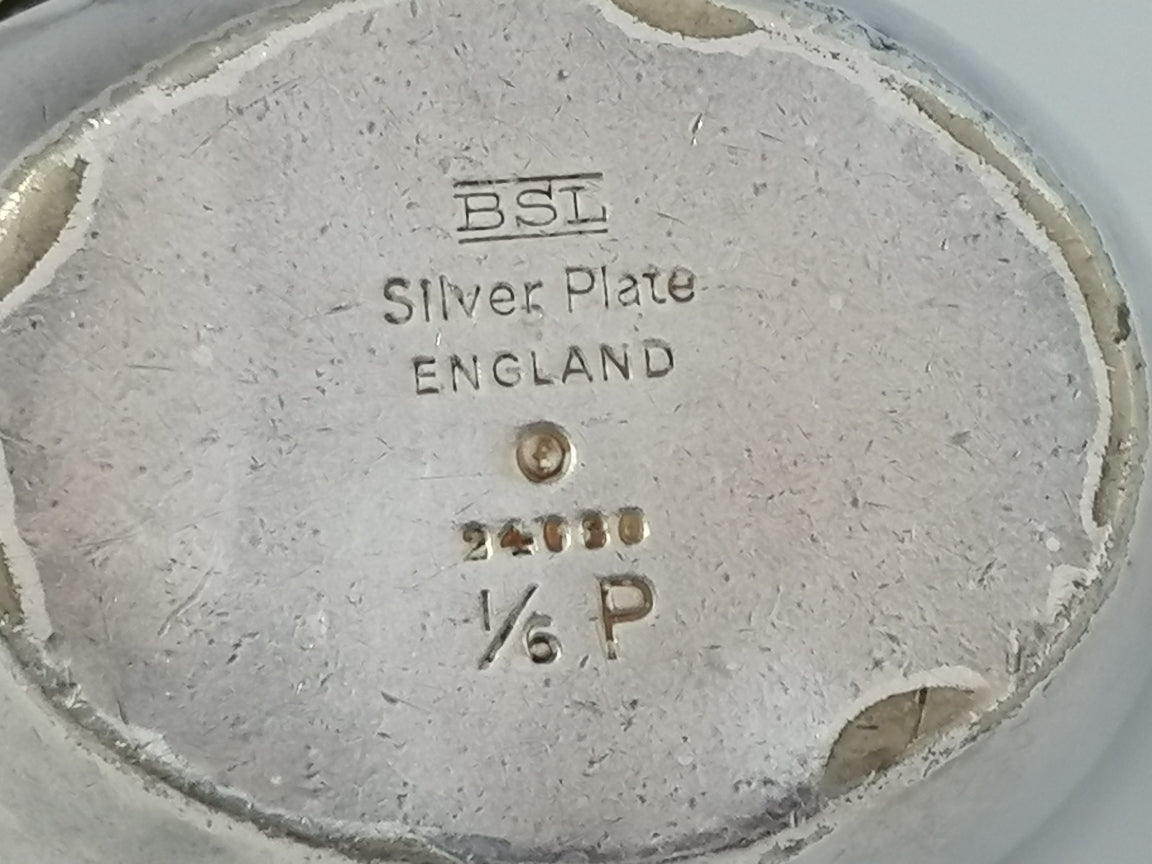 BSL
Silver Plate
ENGLAND
1/6 P